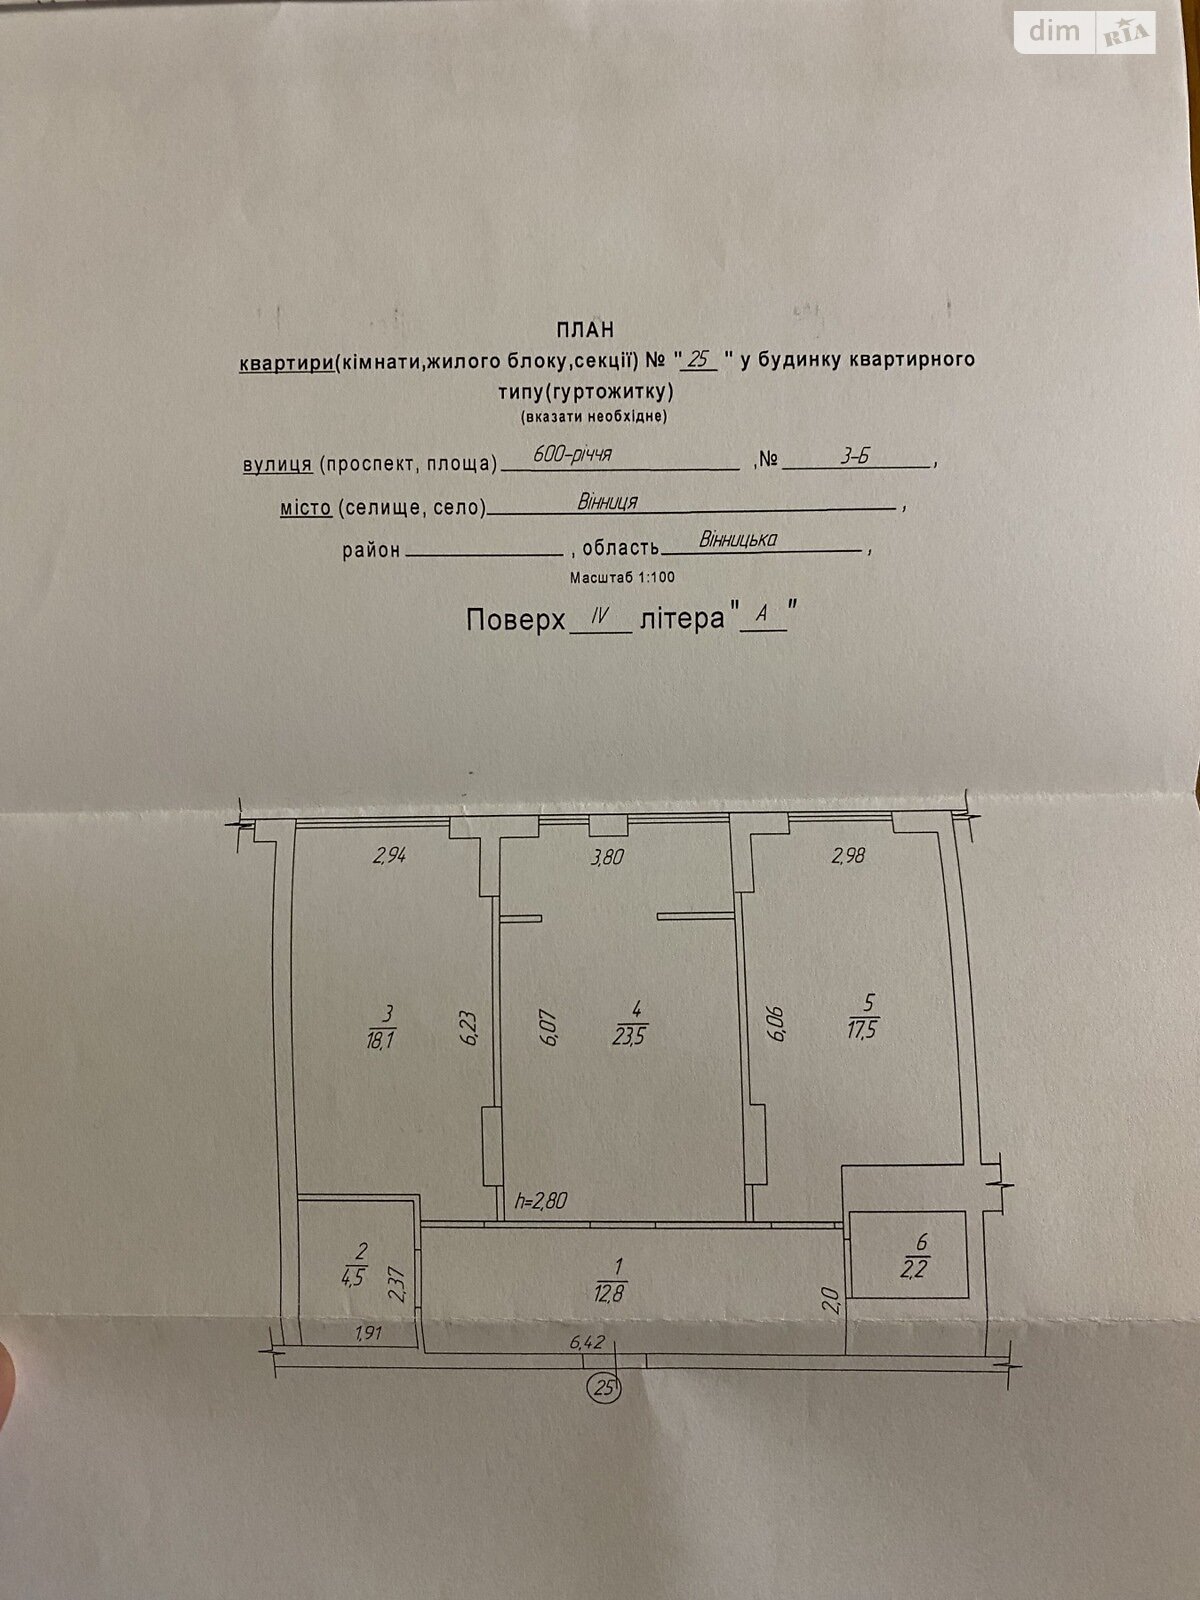 dim RIA
ПЛАН
квартири(кімнати,жилого блоку,секції) № "25" у будинку квартирного
типу(гуртожитку)
(вказати необхідне)
вулиця (проспект, площа) 600-річчя ,№ 3-Б ,
місто (селище, село) Вінниця ,
район , область Вінницька ,
Масштаб 1:100
Поверх IV літера "А"
2,94 3,80 2,98
3
18,1
6,23
6,07
4
23,5
6,06
5
17,5
h=2,80
2
4,5
2,37
1,91
1
12,8
6,42
2,0
6
2,2
25